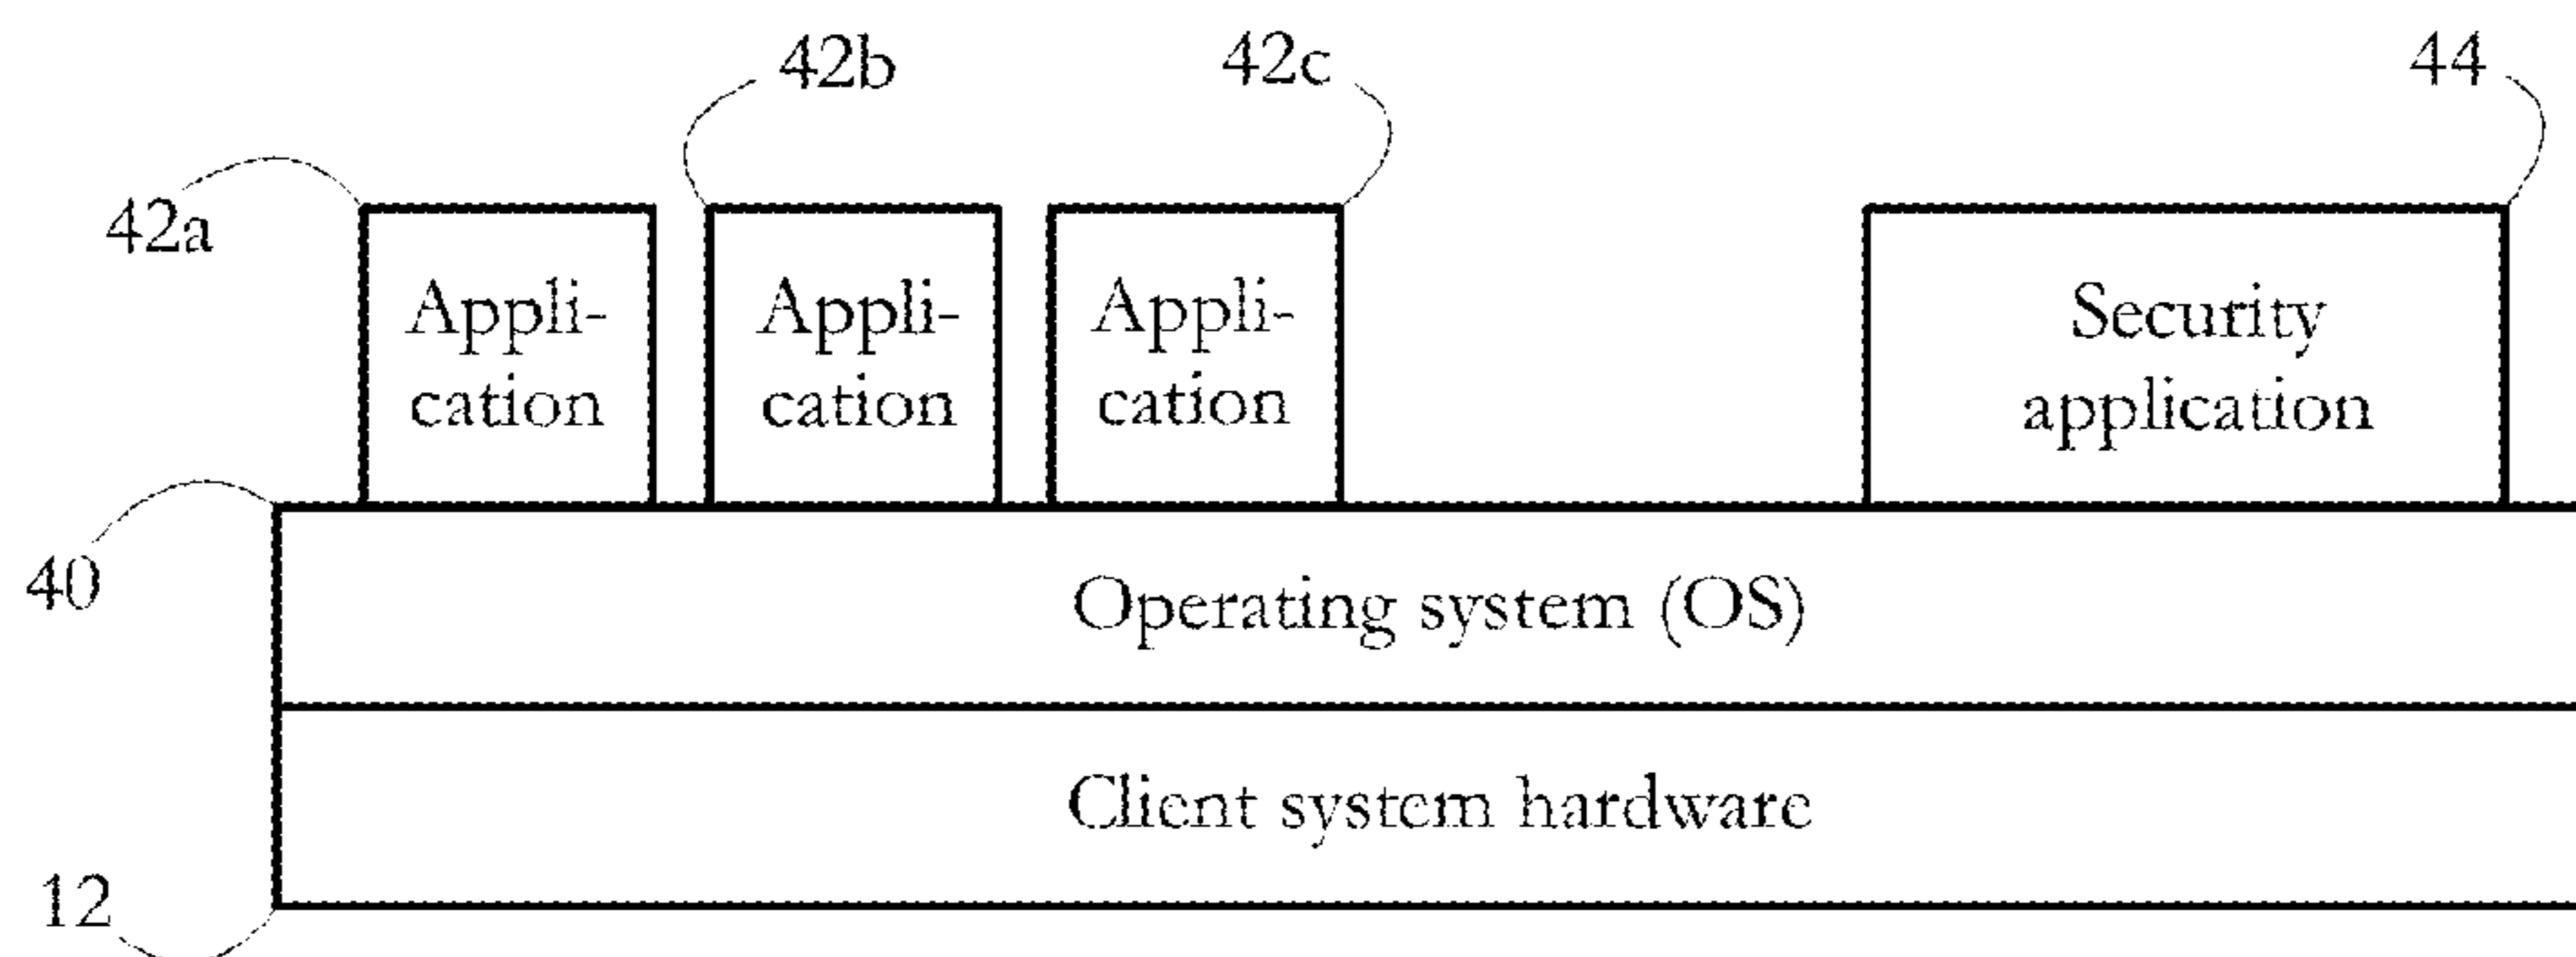 42b
42c
44
42a
Appli-
cation
Appli-
cation
Appli-
cation
Security
application
40
Operating system (OS)
Client system hardware
12